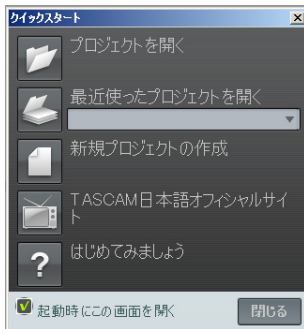 クイックスタート
プロジェクトを開く
最近使ったプロジェクトを開く
新規プロジェクトの作成
TASCAM日本語オフィシャルサイ
ト
はじめてみましょう
起動時にこの画面を開く
閉じる